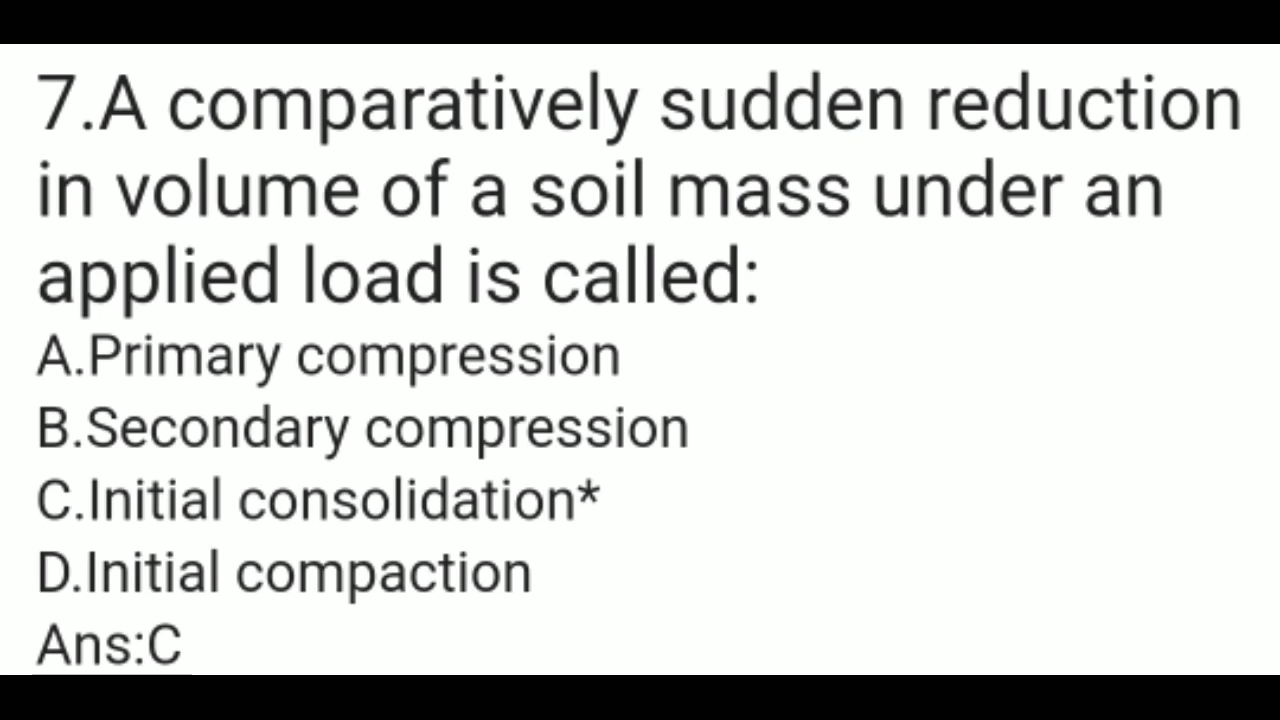 7.A comparatively sudden reduction
in volume of a soil mass under an
applied load is called:
A.Primary compression
B.Secondary compression
C.Initial consolidation*
D.Initial compaction
Ans:C